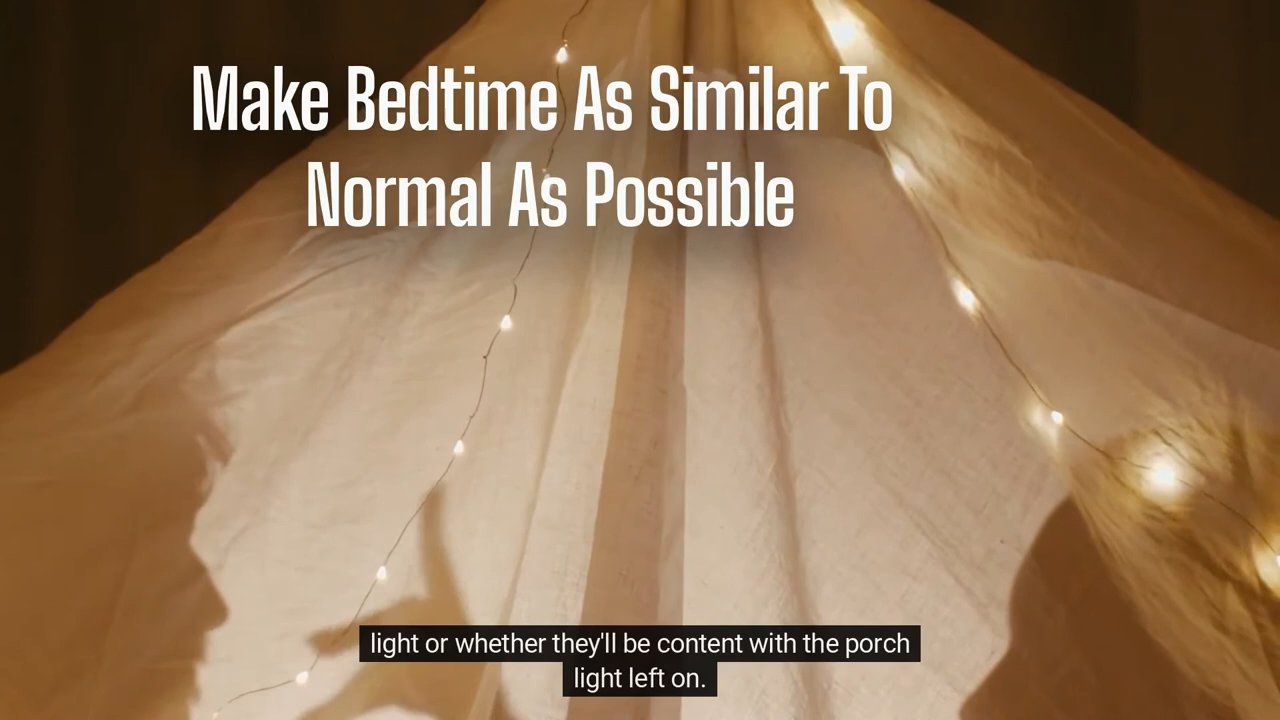 Make Bedtime As Similar To
Normal As Possible
light or whether they'll be content with the porch
light left on.